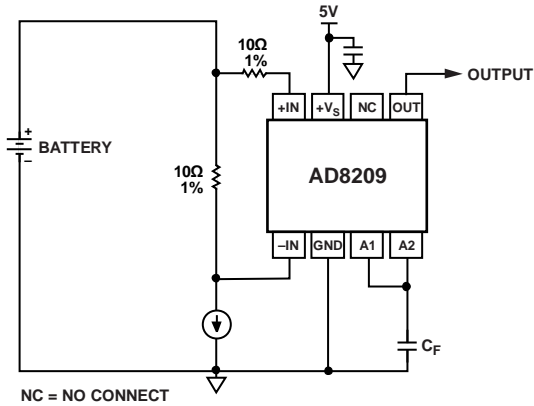 5V
10Ω
1%
OUTPUT
+IN
+VS
NC
OUT
+
BATTERY
–
10Ω
1%
AD8209
–IN
GND
A1
A2
CF
NC = NO CONNECT